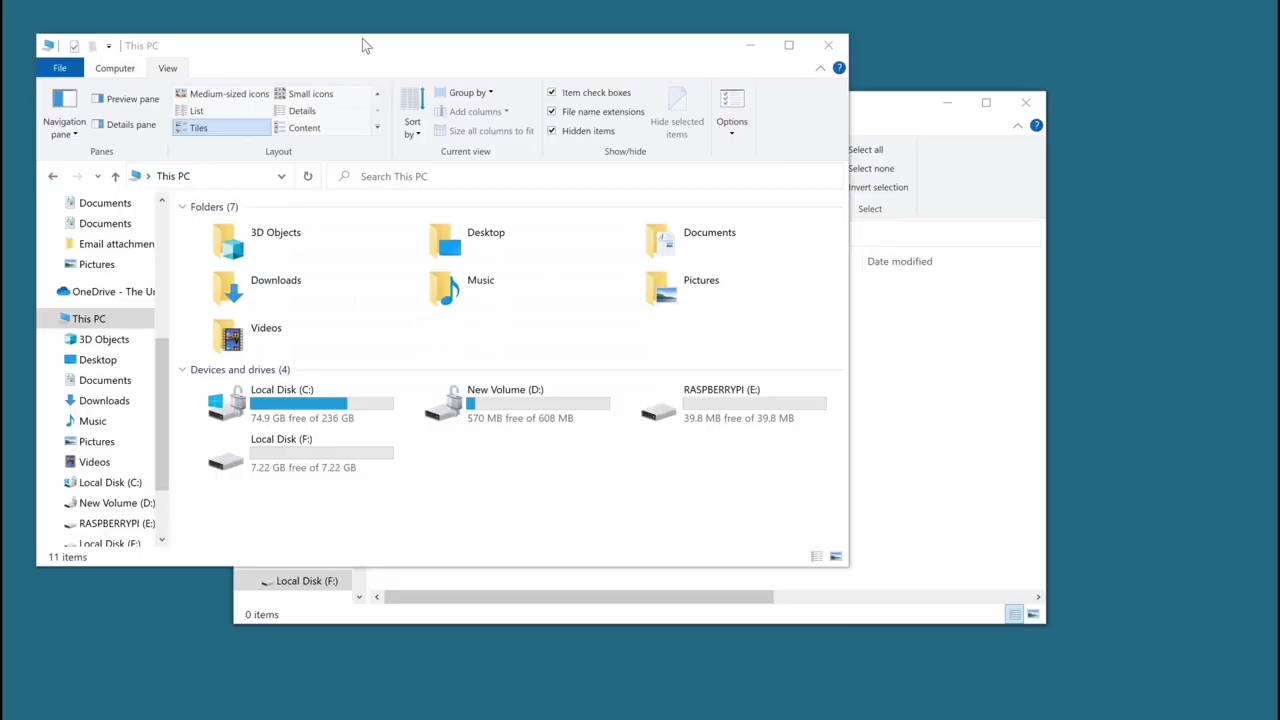 This PC
File
Computer
View
Navigation pane
Preview pane
Details pane
Panes
Medium-sized icons
Small icons
List
Details
Tiles
Content
Layout
Sort by
Group by
Add columns
Size all columns to fit
Current view
Item check boxes
File name extensions
Hidden items
Hide selected items
Show/hide
Options
This PC
Search This PC
Documents
Documents
Email attachmen
Pictures
OneDrive - The Ur
This PC
3D Objects
Desktop
Documents
Downloads
Music
Pictures
Videos
Local Disk (C:)
New Volume (D:)
RASPBERRYPI (E:)
Local Disk (F:)
Folders (7)
3D Objects
Desktop
Documents
Downloads
Music
Pictures
Videos
Devices and drives (4)
Local Disk (C:)
74.9 GB free of 236 GB
New Volume (D:)
570 MB free of 608 MB
RASPBERRYPI (E:)
39.8 MB free of 39.8 MB
Local Disk (F:)
7.22 GB free of 7.22 GB
11 items
Select all
Select none
Invert selection
Select
Date modified
Local Disk (F:)
0 items